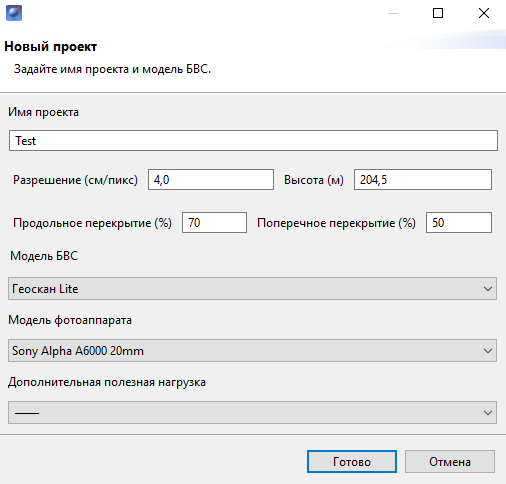 Новый проект
Задайте имя проекта и модель БВС.
Имя проекта
Test
Разрешение (см/пикс) 4,0 Высота (м) 204,5
Продольное перекрытие (%) 70 Поперечное перекрытие (%) 50
Модель БВС
Геоскан Lite
Модель фотоаппарата
Sony Alpha A6000 20mm
Дополнительная полезная нагрузка
——
Готово Отмена